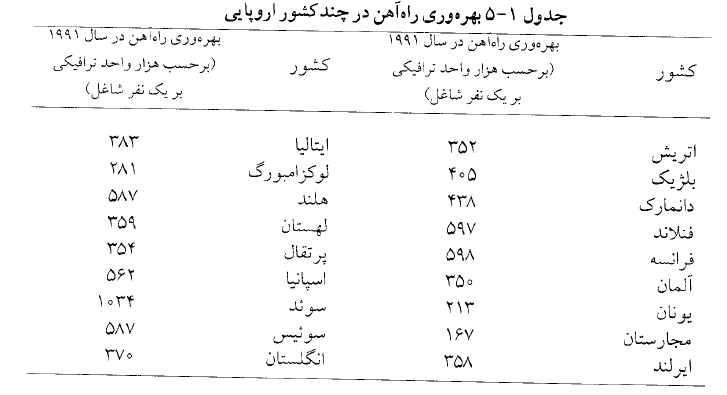 جدول ۱-۵ بهره‌وری راه‌آهن در چند کشور اروپایی
کشور بهره‌وری راه‌آهن در سال ۱۹۹۱ (برحسب هزار واحد ترافیکی بر یک نفر شاغل) کشور بهره‌وری راه‌آهن در سال ۱۹۹۱ (برحسب هزار واحد ترافیکی بر یک نفر شاغل)
اتریش ۳۵۲ ایتالیا ۳۸۳
بلژیک ۴۰۵ لوکزامبورگ ۲۸۱
دانمارک ۴۳۸ هلند ۵۸۷
فنلاند ۵۹۷ لهستان ۳۵۹
فرانسه ۵۹۸ پرتقال ۳۵۴
آلمان ۳۵۰ اسپانیا ۵۶۲
یونان ۲۱۳ سوئد ۱۰۳۴
مجارستان ۱۶۷ سوئیس ۵۸۷
ایرلند ۳۵۸ انگلستان ۳۷۰